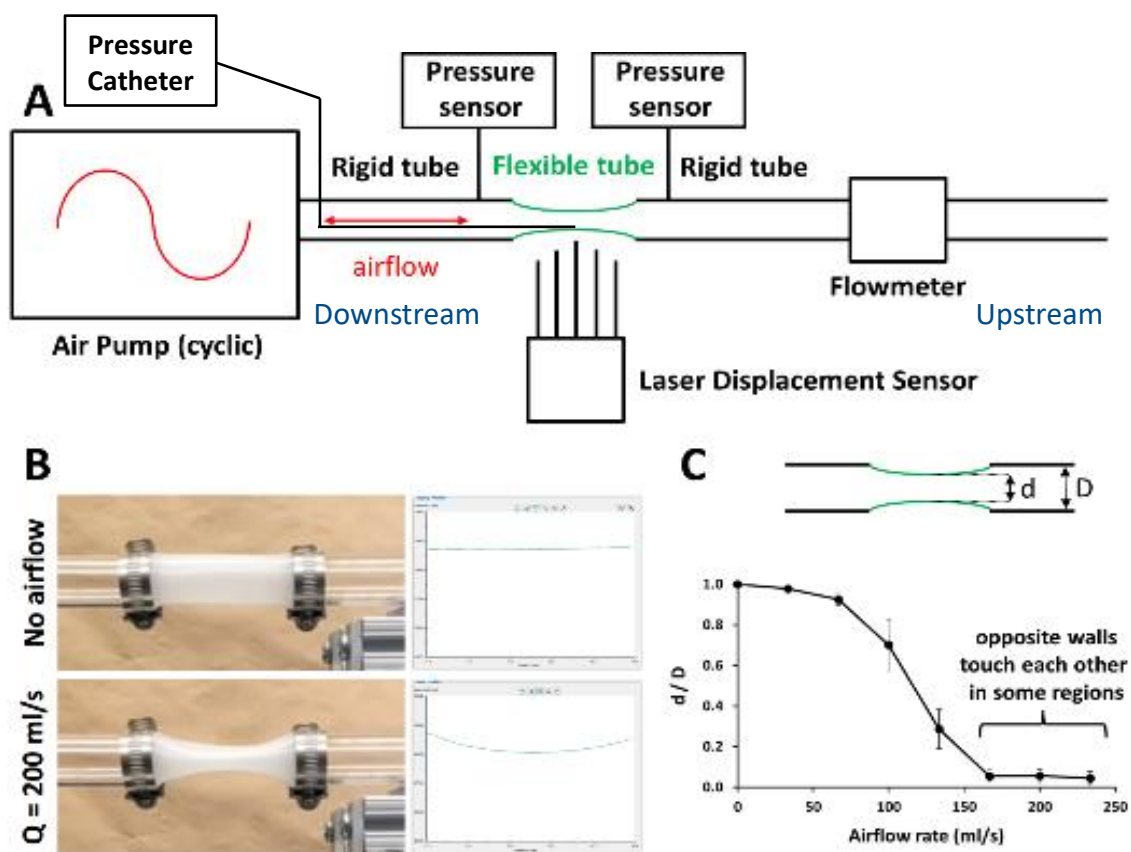 Pressure
Catheter
A
Pressure
sensor
Pressure
sensor
Rigid tube
Flexible tube
Rigid tube
airflow
Downstream
Flowmeter
Upstream
Air Pump (cyclic)
Laser Displacement Sensor
B
No airflow
Q = 200 ml/s
C
d
D
opposite walls
touch each other
in some regions
d / D
1.0
0.8
0.6
0.4
0.2
0.0
0
50
100
150
200
250
Airflow rate (ml/s)